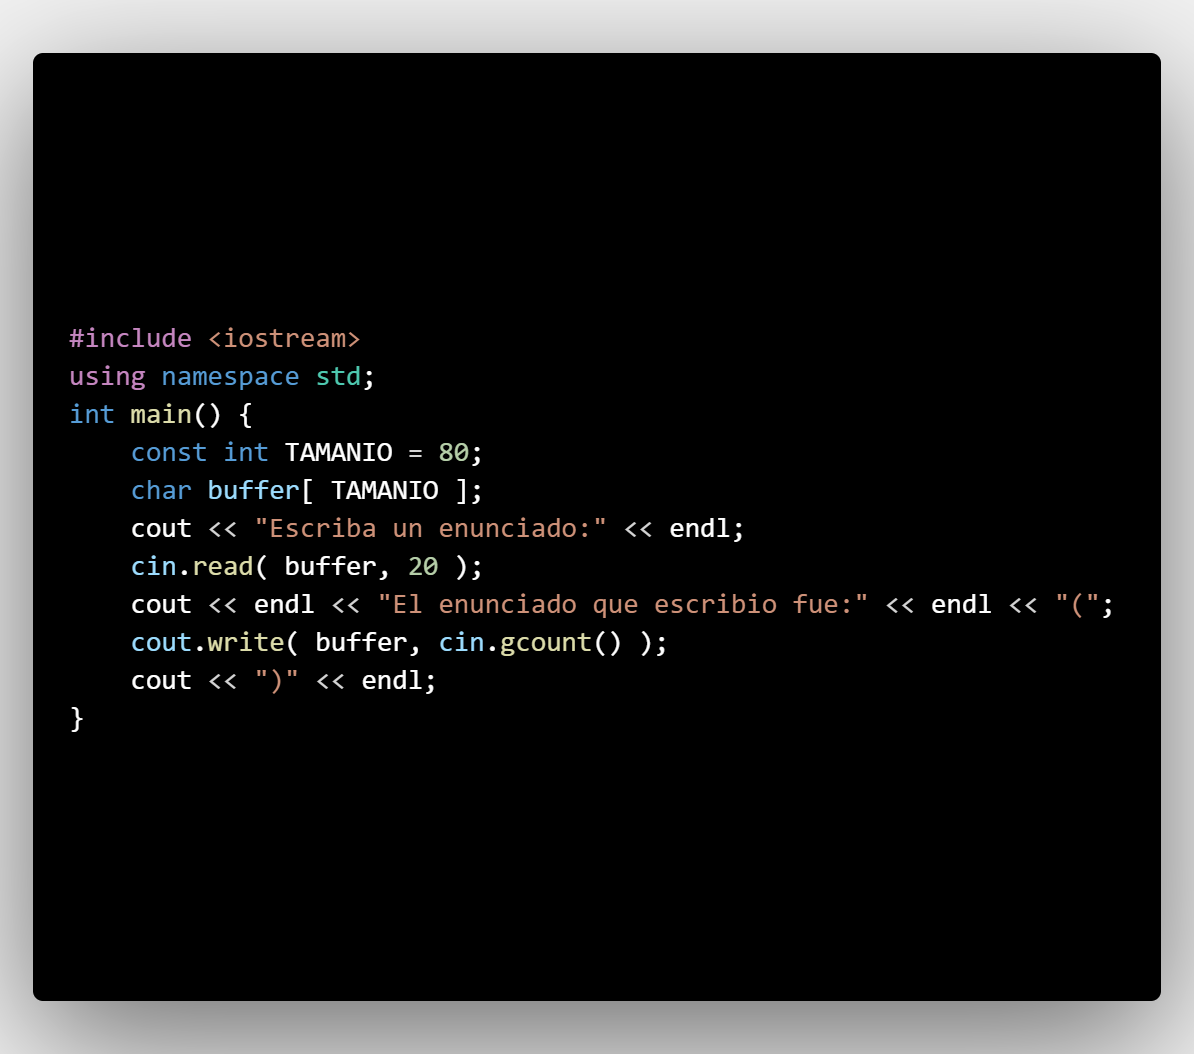 #include <iostream>
using namespace std;
int main() {
    const int TAMANIO = 80;
    char buffer[ TAMANIO ];
    cout << "Escriba un enunciado:" << endl;
    cin.read( buffer, 20 );
    cout << endl << "El enunciado que escribio fue:" << endl << "(";
    cout.write( buffer, cin.gcount() );
    cout << ")" << endl;
}